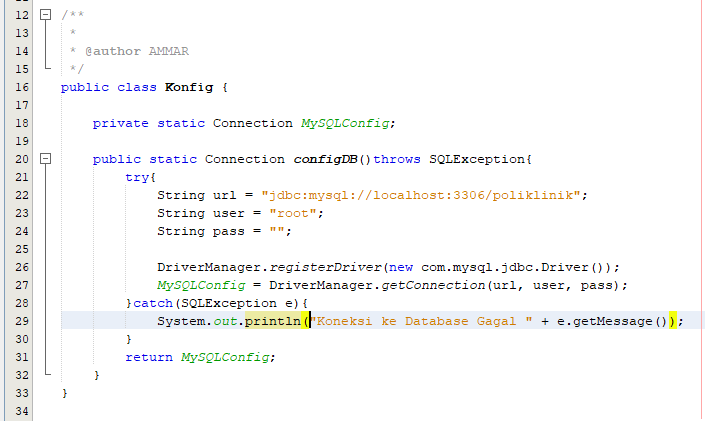 12 /**
13  *
14  * @author AMMAR
15  */
16 public class Konfig {
17
18     private static Connection MySQLConfig;
19
20     public static Connection configDB()throws SQLException{
21         try{
22             String url = "jdbc:mysql://localhost:3306/poliklinik";
23             String user = "root";
24             String pass = "";
25
26             DriverManager.registerDriver(new com.mysql.jdbc.Driver());
27             MySQLConfig = DriverManager.getConnection(url, user, pass);
28         }catch(SQLException e){
29             System.out.println("Koneksi ke Database Gagal " + e.getMessage());
30         }
31         return MySQLConfig;
32     }
33 }
34